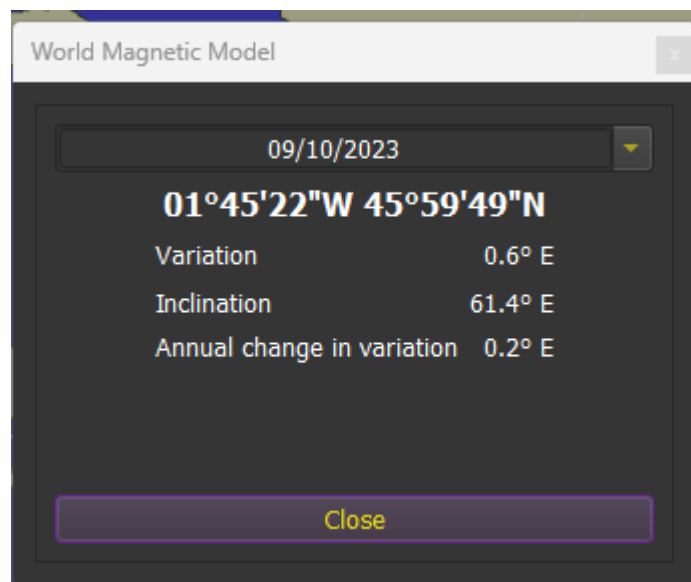 World Magnetic Model
x
09/10/2023
01°45'22"W 45°59'49"N
Variation 0.6° E
Inclination 61.4° E
Annual change in variation 0.2° E
Close